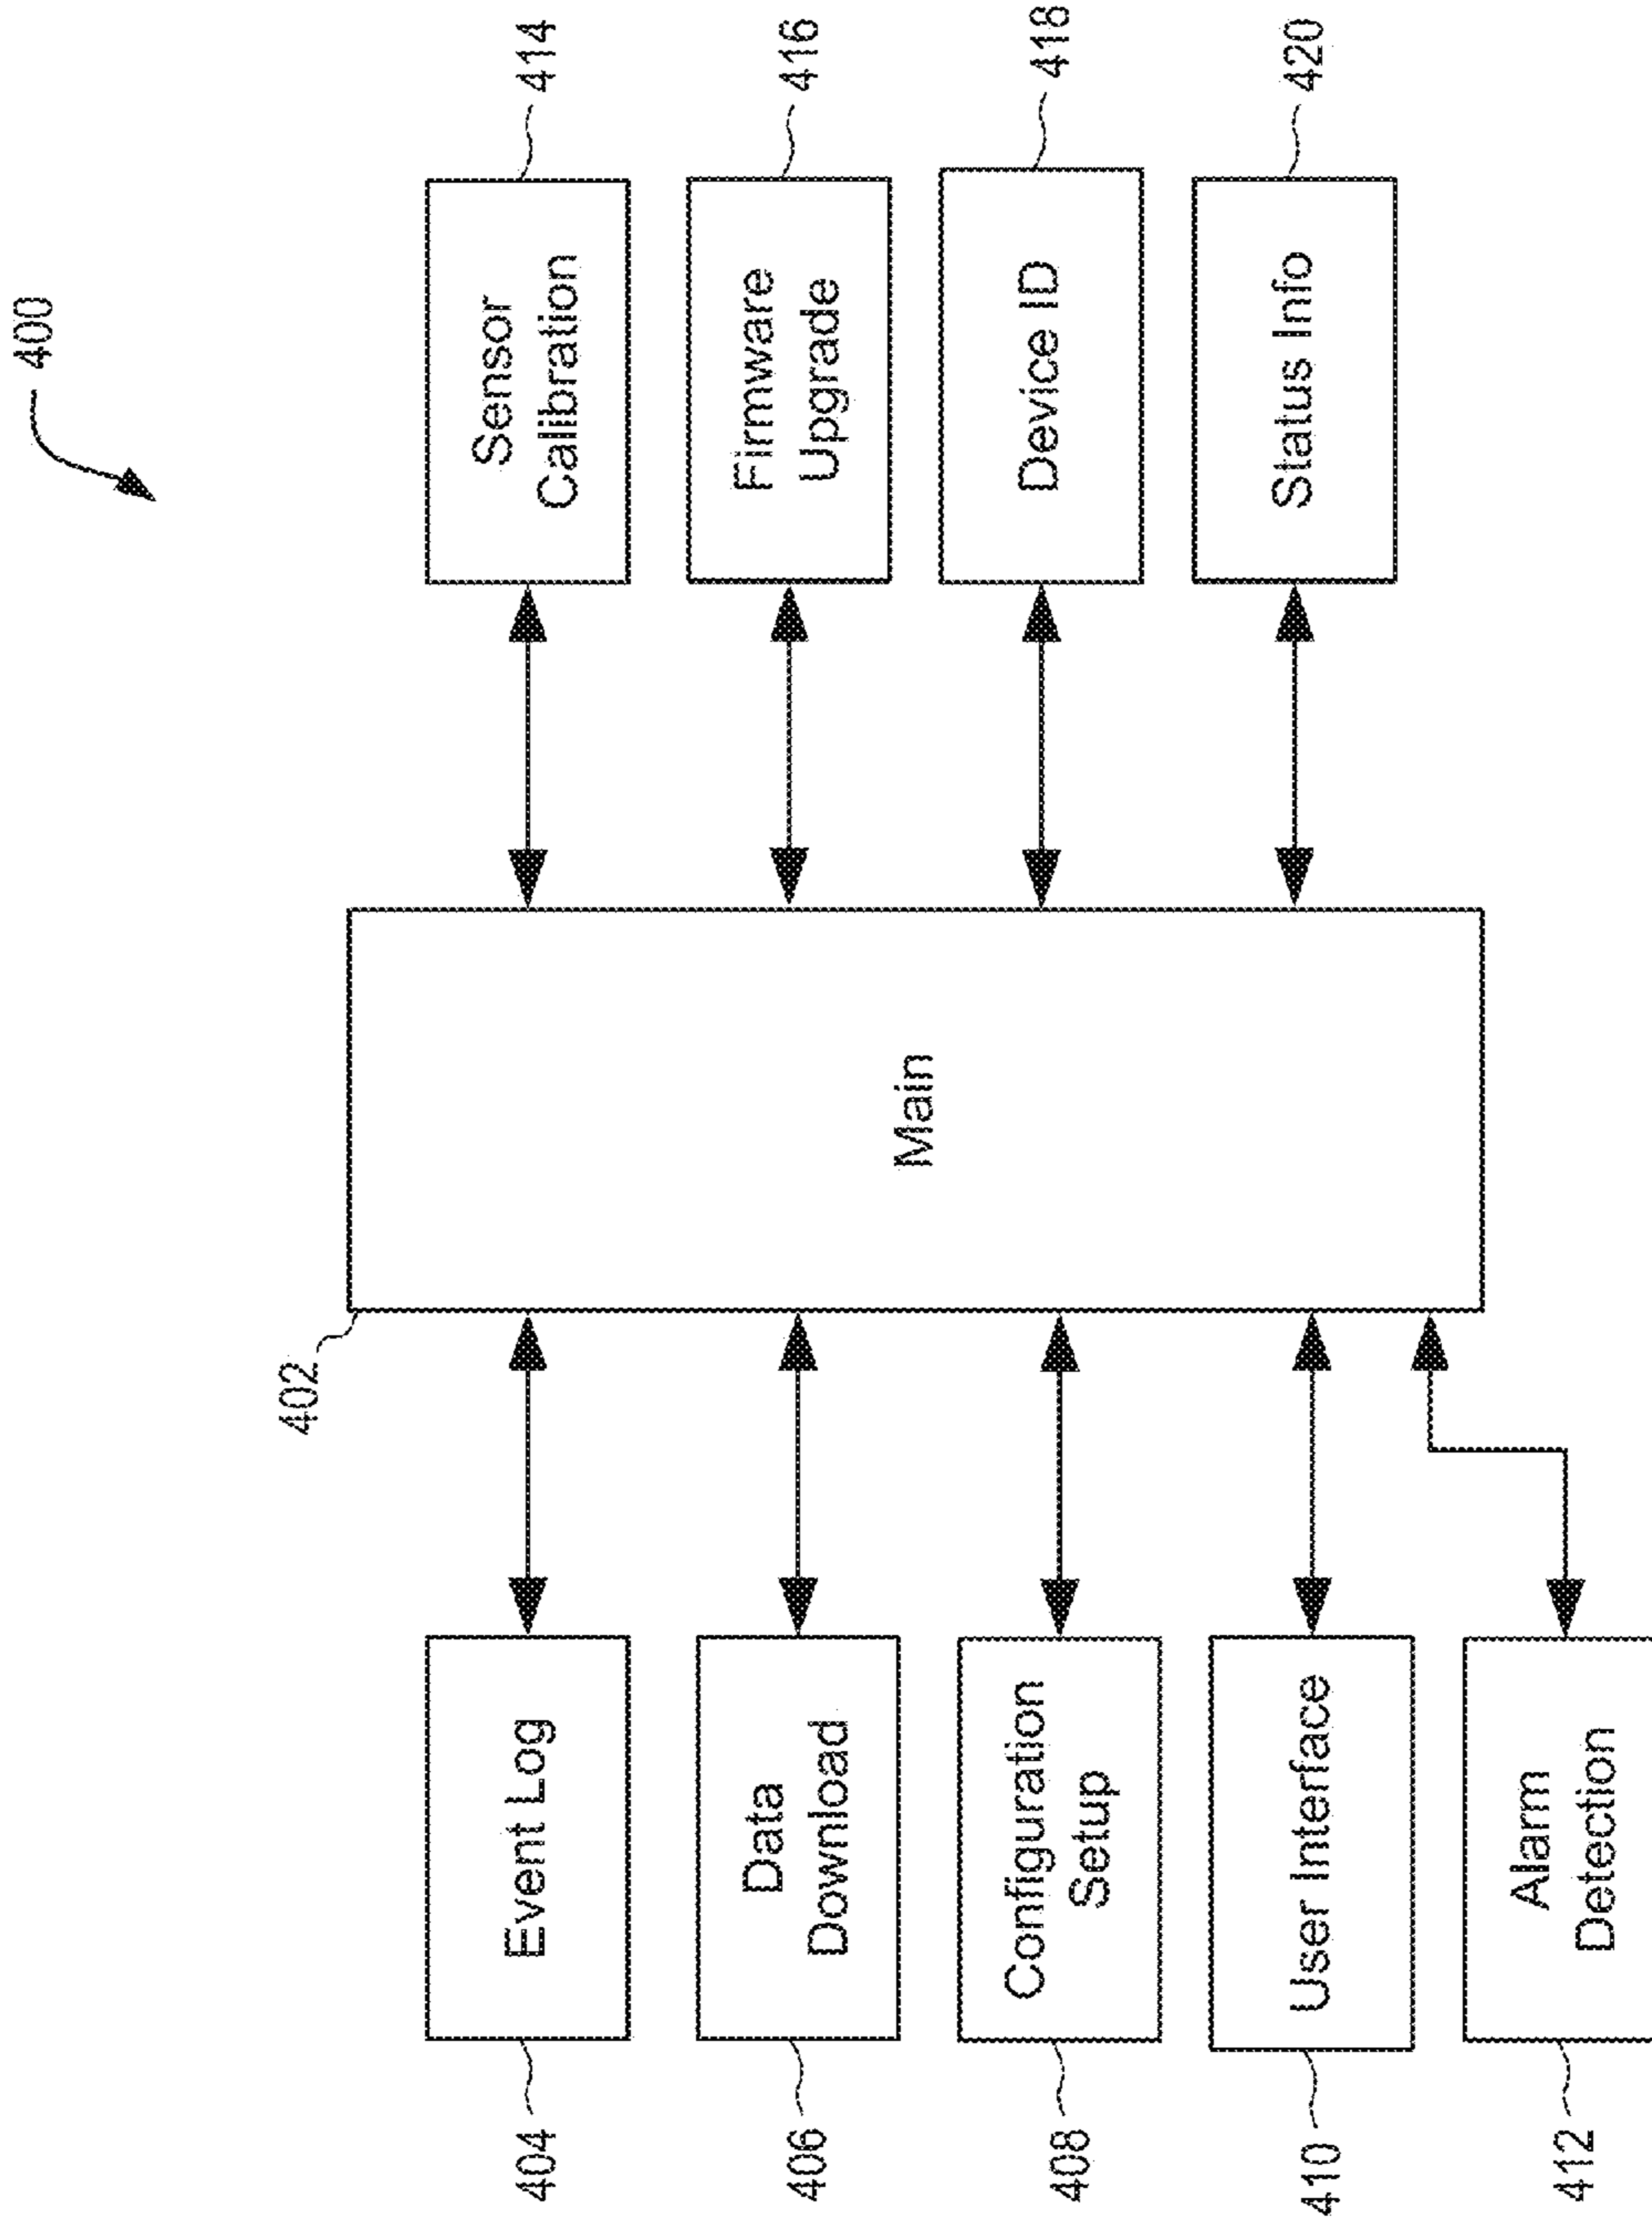 400
402
Main
404
Event Log
406
Data
Download
408
Configuration
Setup
410
User Interface
412
Alarm
Detection
414
Sensor
Calibration
416
Firmware
Upgrade
418
Device ID
420
Status Info